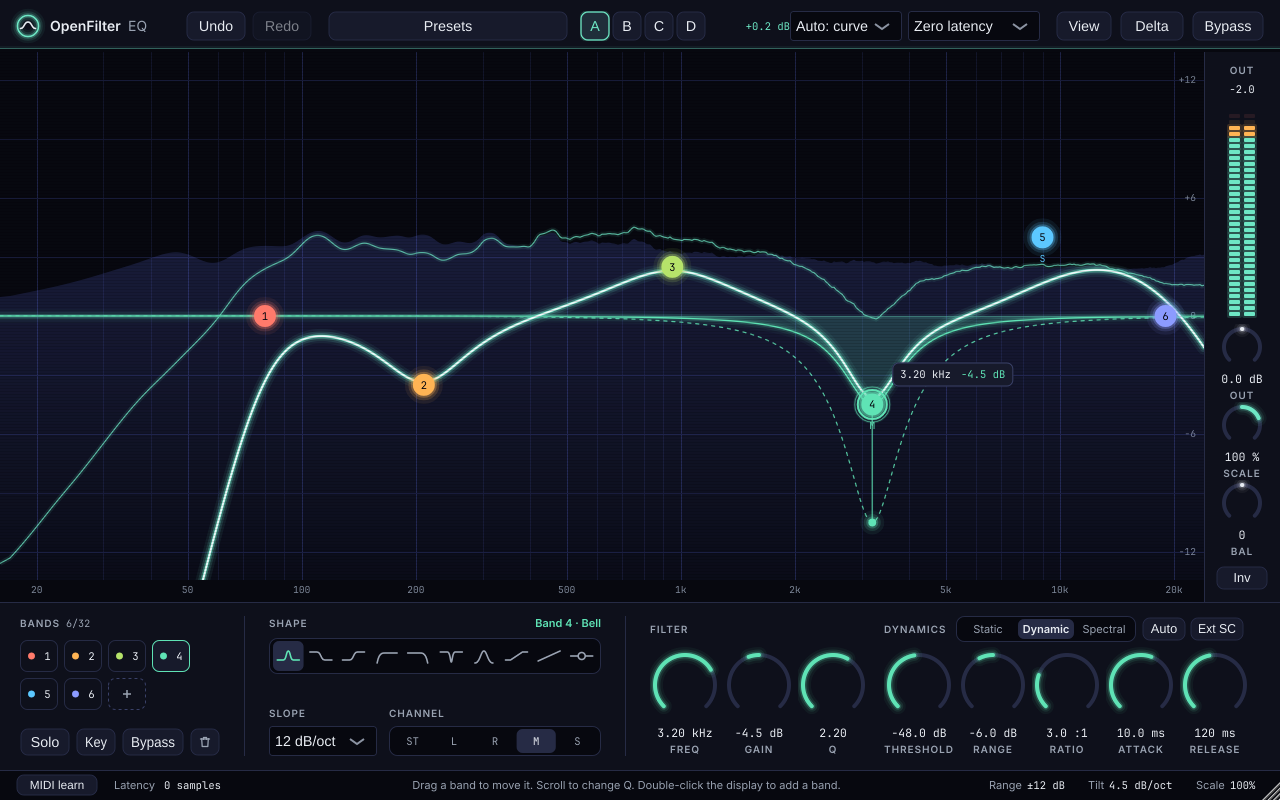 OpenFilter EQ Undo Redo Presets A B C D +0.2 dB Auto: curve Zero latency View Delta Bypass
OUT
-2.0
+12
+6
0
-6
-12
1
2
3
4
M
5
S
6
3.20 kHz -4.5 dB
20 50 100 200 500 1k 2k 5k 10k 20k
0.0 dB
OUT
100 %
SCALE
0
BAL
Inv
BANDS 6/32
1 2 3 4
5 6 +
Solo Key Bypass
SHAPE Band 4 · Bell
SLOPE CHANNEL
12 dB/oct ST L R M S
FILTER
3.20 kHz -4.5 dB 2.20
FREQ GAIN Q
DYNAMICS Static Dynamic Spectral Auto Ext SC
-48.0 dB -6.0 dB 3.0 :1 10.0 ms 120 ms
THRESHOLD RANGE RATIO ATTACK RELEASE
MIDI learn Latency 0 samples Drag a band to move it. Scroll to change Q. Double-click the display to add a band. Range ±12 dB Tilt 4.5 dB/oct Scale 100%